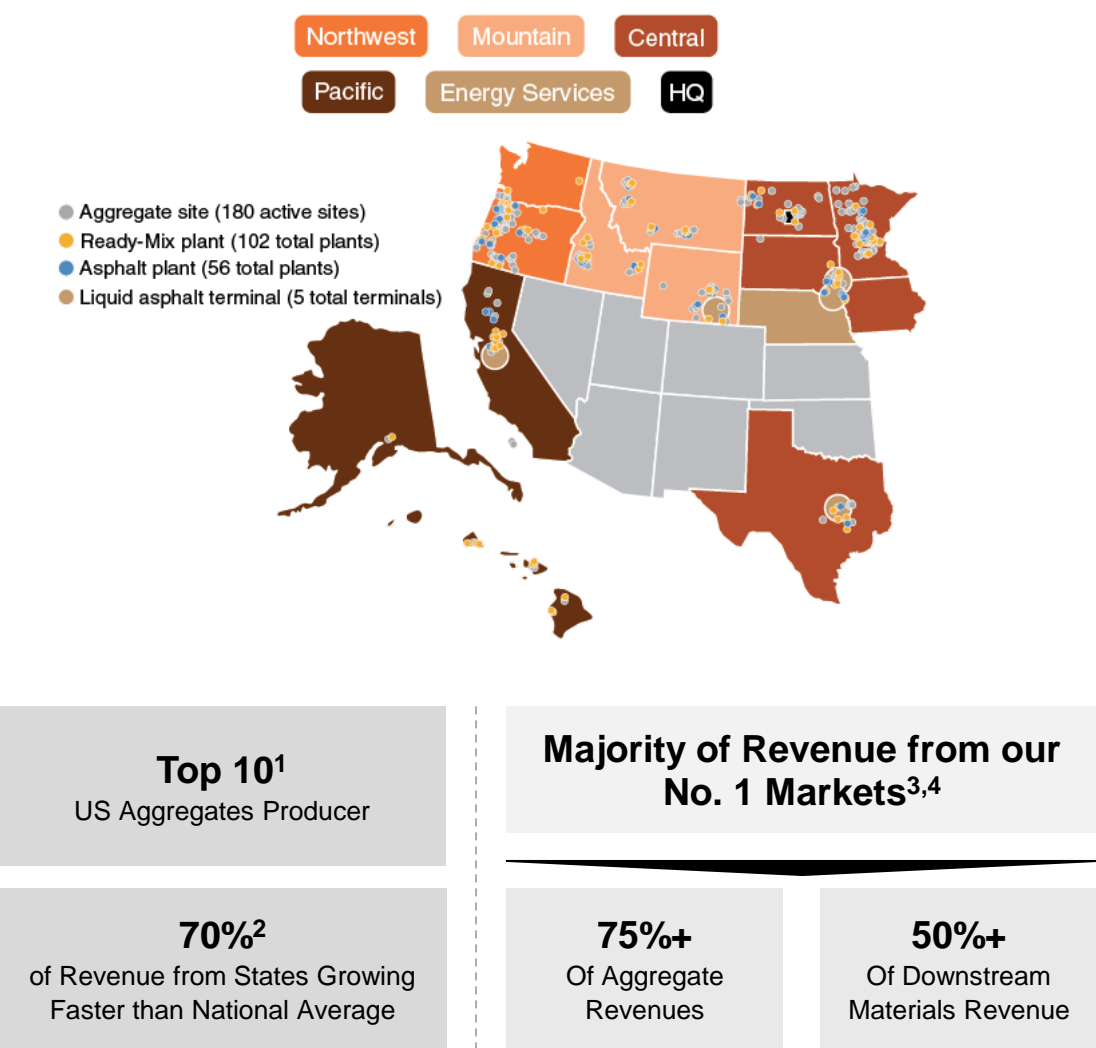 Northwest
Mountain
Central
Pacific
Energy Services
HQ
Aggregate site (180 active sites)
Ready-Mix plant (102 total plants)
Asphalt plant (56 total plants)
Liquid asphalt terminal (5 total terminals)
Top 10¹
US Aggregates Producer
Majority of Revenue from our
No. 1 Markets³,⁴
70%²
of Revenue from States Growing
Faster than National Average
75%+
Of Aggregate
Revenues
50%+
Of Downstream
Materials Revenue